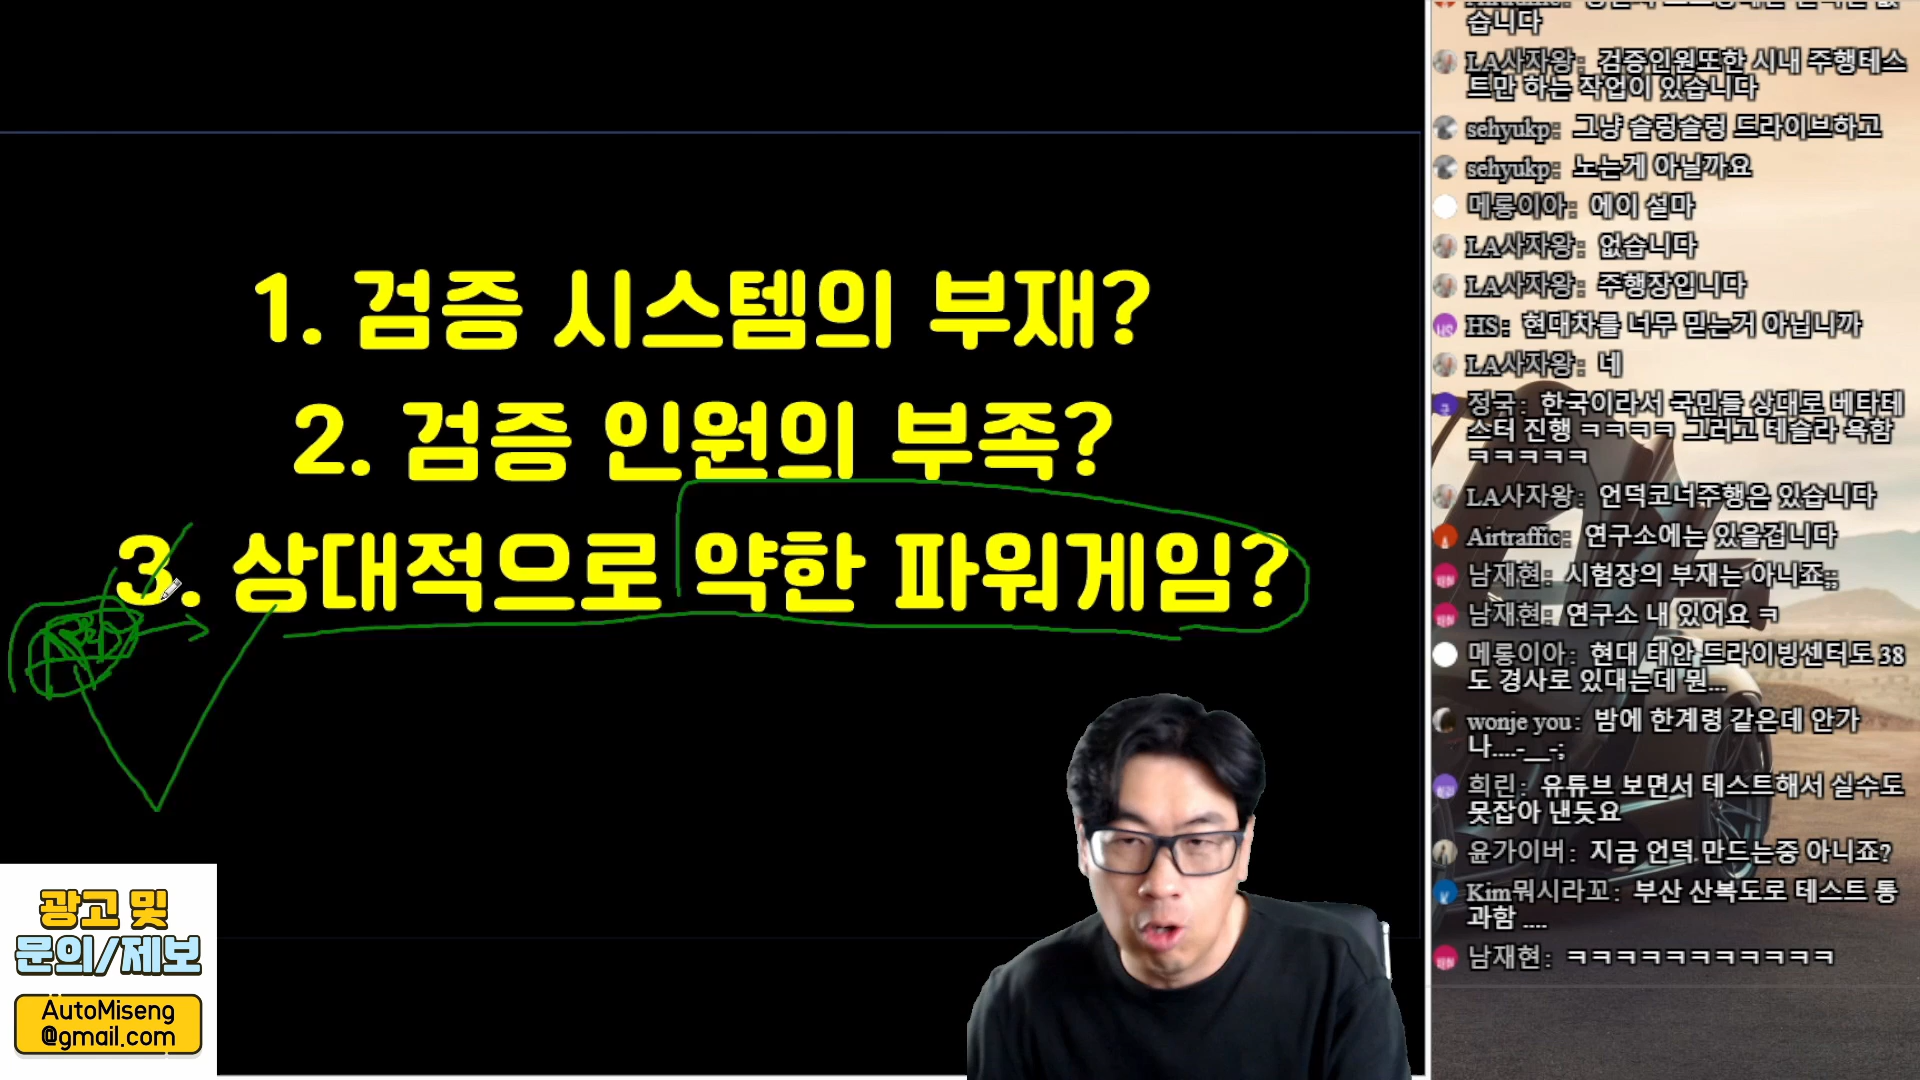 1. 검증 시스템의 부재?
2. 검증 인원의 부족?
3. 상대적으로 약한 파워게임?
광고 및
문의/제보
AutoMiseng
@gmail.com
습니다
LA사자왕: 검증인원또한 시내 주행테스
트만 하는 작업이 있습니다
sehyukp: 그냥 슬렁슬렁 드라이브하고
sehyukp: 노는게 아닐까요
메롱이아: 에이 설마
LA사자왕: 없습니다
LA사자왕: 주행장입니다
HS: 현대차를 너무 믿는거 아닙니까
LA사자왕: 네
정국: 한국이라서 국민들 상대로 베타테
스터 진행 ㅋㅋㅋㅋ 그러고 테슬라 욕함
ㅋㅋㅋㅋㅋ
LA사자왕: 언덕코너주행은 있습니다
Airtraffic: 연구소에는 있을겁니다
남재현: 시험장의 부재는 아니죠;;
남재현: 연구소 내 있어요 ㅋ
메롱이아: 현대 태안 드라이빙센터도 38
도 경사로 있대는데 뭔...
wonje you: 밤에 한계령 같은데 안가
나....-__-;
희린: 유튜브 보면서 테스트해서 실수도
못잡아 낸듯요
윤가이버: 지금 언덕 만드는중 아니죠?
Kim뭐시라꼬: 부산 산복도로 테스트 통
과함 ....
남재현: ㅋㅋㅋㅋㅋㅋㅋㅋㅋㅋㅋ